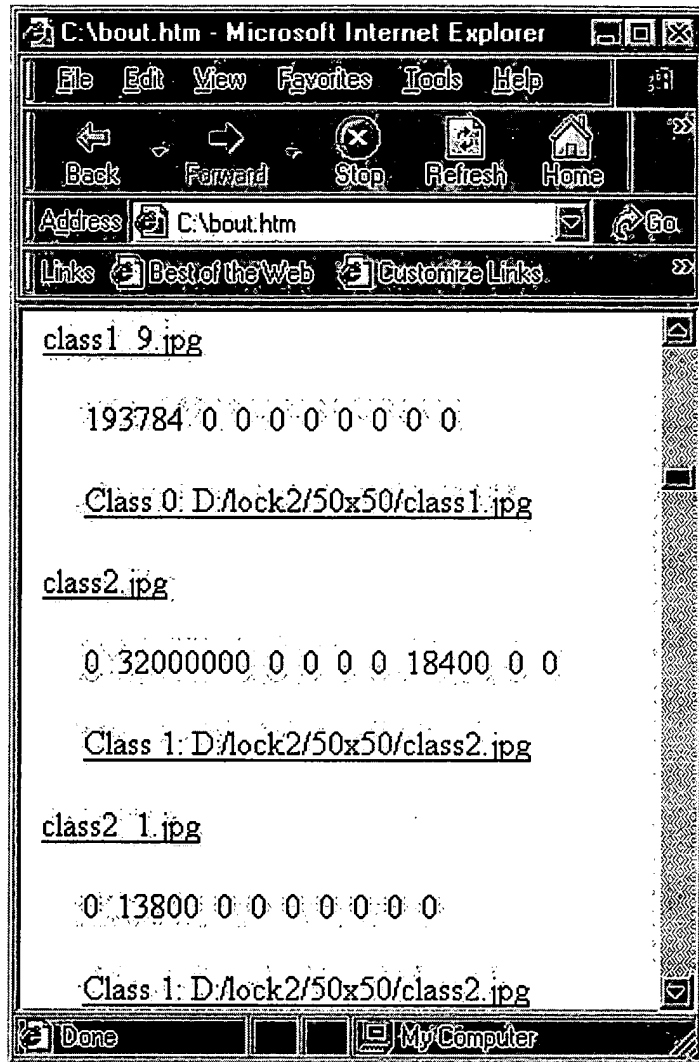 C:\bout.htm - Microsoft Internet Explorer
File Edit View Favorites Tools Help
Back Forward Stop Refresh Home »
Address C:\bout.htm Go
Links Best of the Web Customize Links »
class1_9.jpg
193784 0 0 0 0 0 0 0 0
Class 0: D:/lock2/50x50/class1.jpg
class2.jpg
0 32000000 0 0 0 0 18400 0 0
Class 1: D:/lock2/50x50/class2.jpg
class2_1.jpg
0 13800 0 0 0 0 0 0 0
Class 1: D:/lock2/50x50/class2.jpg
Done My Computer